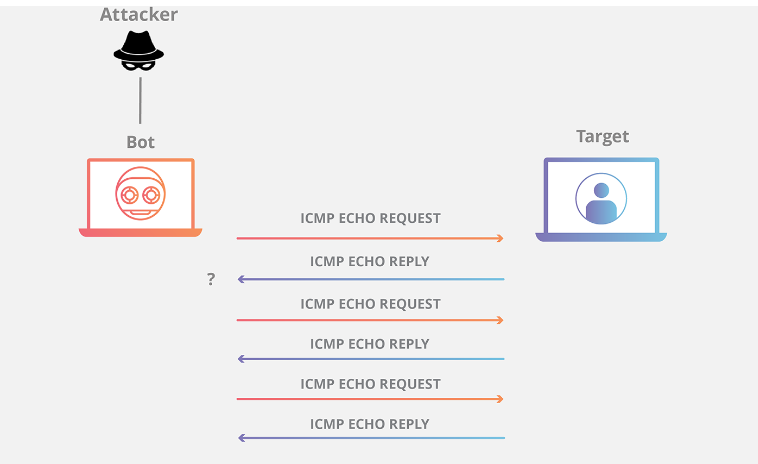 Attacker
Bot
Target
ICMP ECHO REQUEST
ICMP ECHO REPLY
?
ICMP ECHO REQUEST
ICMP ECHO REPLY
ICMP ECHO REQUEST
ICMP ECHO REPLY